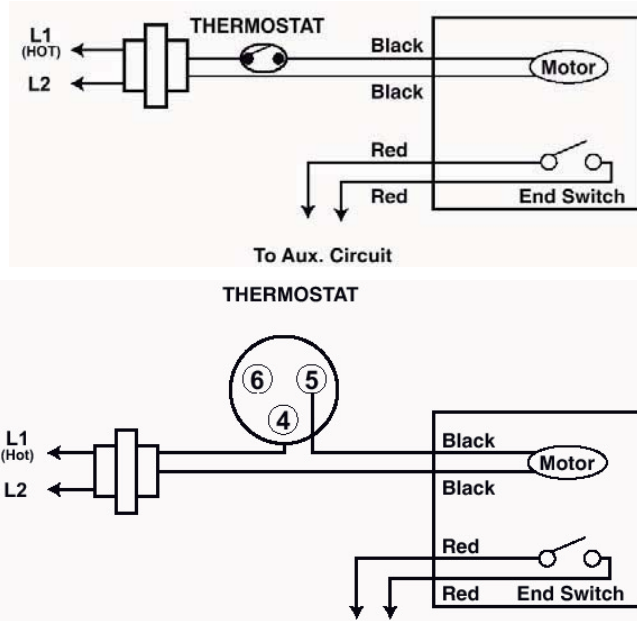 THERMOSTAT
L1
(HOT)
L2
Black
Black
Motor
Red
Red
End Switch
To Aux. Circuit
THERMOSTAT
6
5
4
L1
(Hot)
L2
Black
Black
Motor
Red
Red
End Switch